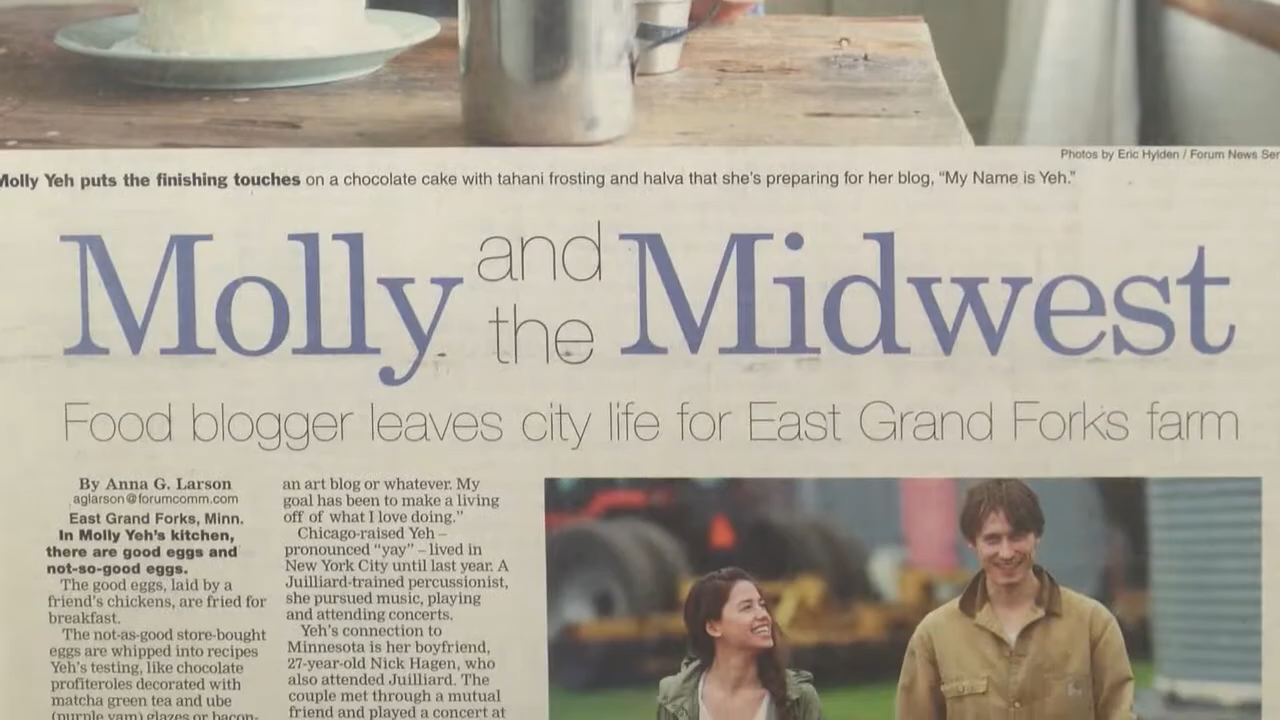 Photos by Eric Hylden / Forum News Ser
Molly Yeh puts the finishing touches on a chocolate cake with tahani frosting and halva that she's preparing for her blog, “My Name is Yeh.”
Molly and the Midwest
Food blogger leaves city life for East Grand Forks farm
By Anna G. Larson
aglarson@forumcomm.com
East Grand Forks, Minn.
In Molly Yeh's kitchen,
there are good eggs and
not-so-good eggs.
The good eggs, laid by a
friend's chickens, are fried for
breakfast.
The not-as-good store-bought
eggs are whipped into recipes
Yeh's testing, like chocolate
profiteroles decorated with
matcha green tea and ube
(purple yam) glazes or bacon-
an art blog or whatever. My
goal has been to make a living
off of what I love doing.”
Chicago-raised Yeh –
pronounced “yay” – lived in
New York City until last year. A
Juilliard-trained percussionist,
she pursued music, playing
and attending concerts.
Yeh's connection to
Minnesota is her boyfriend,
27-year-old Nick Hagen, who
also attended Juilliard. The
couple met through a mutual
friend and played a concert at